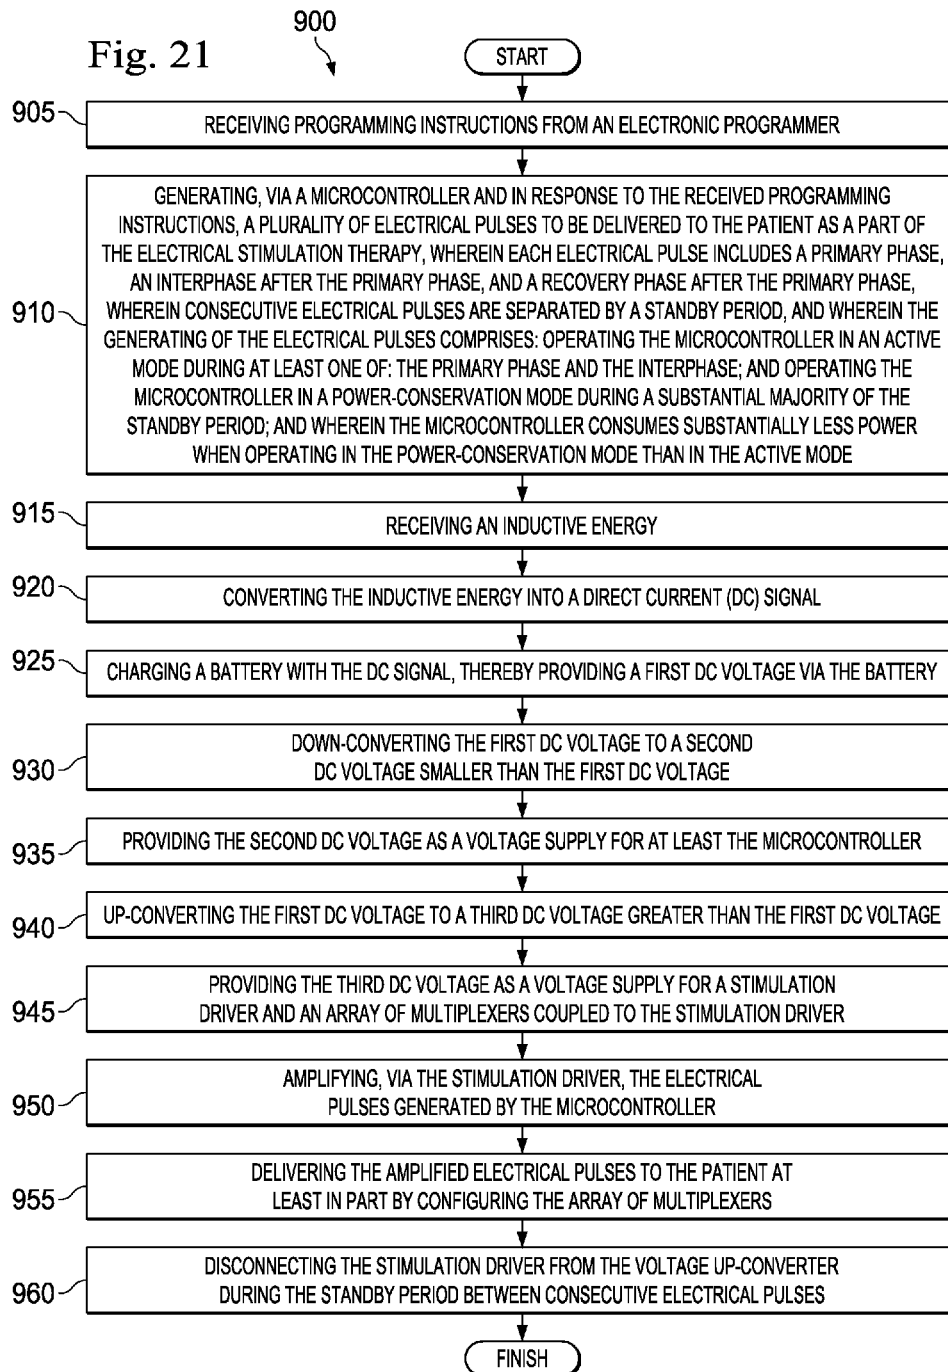 Fig. 21
900
START
905
RECEIVING PROGRAMMING INSTRUCTIONS FROM AN ELECTRONIC PROGRAMMER
910
GENERATING, VIA A MICROCONTROLLER AND IN RESPONSE TO THE RECEIVED PROGRAMMING
INSTRUCTIONS, A PLURALITY OF ELECTRICAL PULSES TO BE DELIVERED TO THE PATIENT AS A PART OF
THE ELECTRICAL STIMULATION THERAPY, WHEREIN EACH ELECTRICAL PULSE INCLUDES A PRIMARY PHASE,
AN INTERPHASE AFTER THE PRIMARY PHASE, AND A RECOVERY PHASE AFTER THE PRIMARY PHASE,
WHEREIN CONSECUTIVE ELECTRICAL PULSES ARE SEPARATED BY A STANDBY PERIOD, AND WHEREIN THE
GENERATING OF THE ELECTRICAL PULSES COMPRISES: OPERATING THE MICROCONTROLLER IN AN ACTIVE
MODE DURING AT LEAST ONE OF: THE PRIMARY PHASE AND THE INTERPHASE; AND OPERATING THE
MICROCONTROLLER IN A POWER-CONSERVATION MODE DURING A SUBSTANTIAL MAJORITY OF THE
STANDBY PERIOD; AND WHEREIN THE MICROCONTROLLER CONSUMES SUBSTANTIALLY LESS POWER
WHEN OPERATING IN THE POWER-CONSERVATION MODE THAN IN THE ACTIVE MODE
915
RECEIVING AN INDUCTIVE ENERGY
920
CONVERTING THE INDUCTIVE ENERGY INTO A DIRECT CURRENT (DC) SIGNAL
925
CHARGING A BATTERY WITH THE DC SIGNAL, THEREBY PROVIDING A FIRST DC VOLTAGE VIA THE BATTERY
930
DOWN-CONVERTING THE FIRST DC VOLTAGE TO A SECOND
DC VOLTAGE SMALLER THAN THE FIRST DC VOLTAGE
935
PROVIDING THE SECOND DC VOLTAGE AS A VOLTAGE SUPPLY FOR AT LEAST THE MICROCONTROLLER
940
UP-CONVERTING THE FIRST DC VOLTAGE TO A THIRD DC VOLTAGE GREATER THAN THE FIRST DC VOLTAGE
945
PROVIDING THE THIRD DC VOLTAGE AS A VOLTAGE SUPPLY FOR A STIMULATION
DRIVER AND AN ARRAY OF MULTIPLEXERS COUPLED TO THE STIMULATION DRIVER
950
AMPLIFYING, VIA THE STIMULATION DRIVER, THE ELECTRICAL
PULSES GENERATED BY THE MICROCONTROLLER
955
DELIVERING THE AMPLIFIED ELECTRICAL PULSES TO THE PATIENT AT
LEAST IN PART BY CONFIGURING THE ARRAY OF MULTIPLEXERS
960
DISCONNECTING THE STIMULATION DRIVER FROM THE VOLTAGE UP-CONVERTER
DURING THE STANDBY PERIOD BETWEEN CONSECUTIVE ELECTRICAL PULSES
FINISH